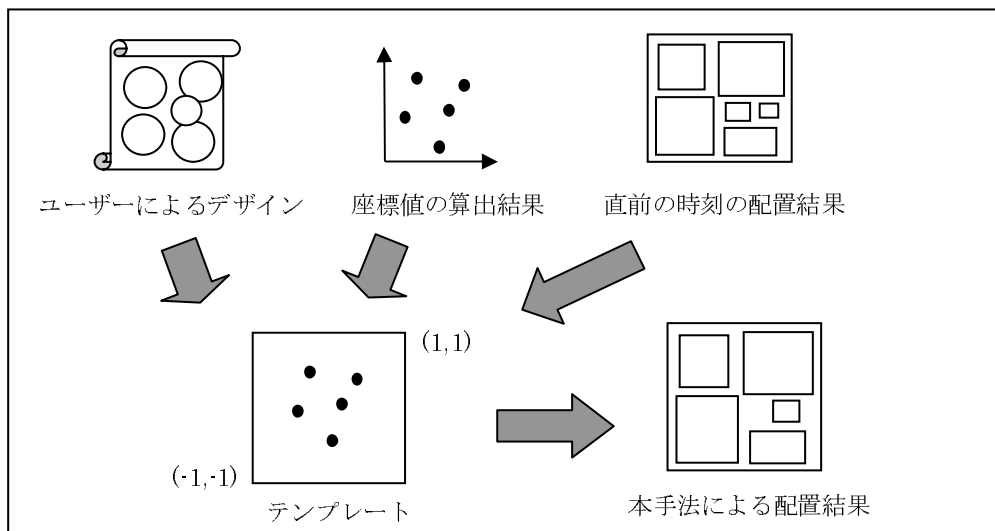 ユーザーによるデザイン
座標値の算出結果
直前の時刻の配置結果
(1,1)
(-1,-1)
テンプレート
本手法による配置結果